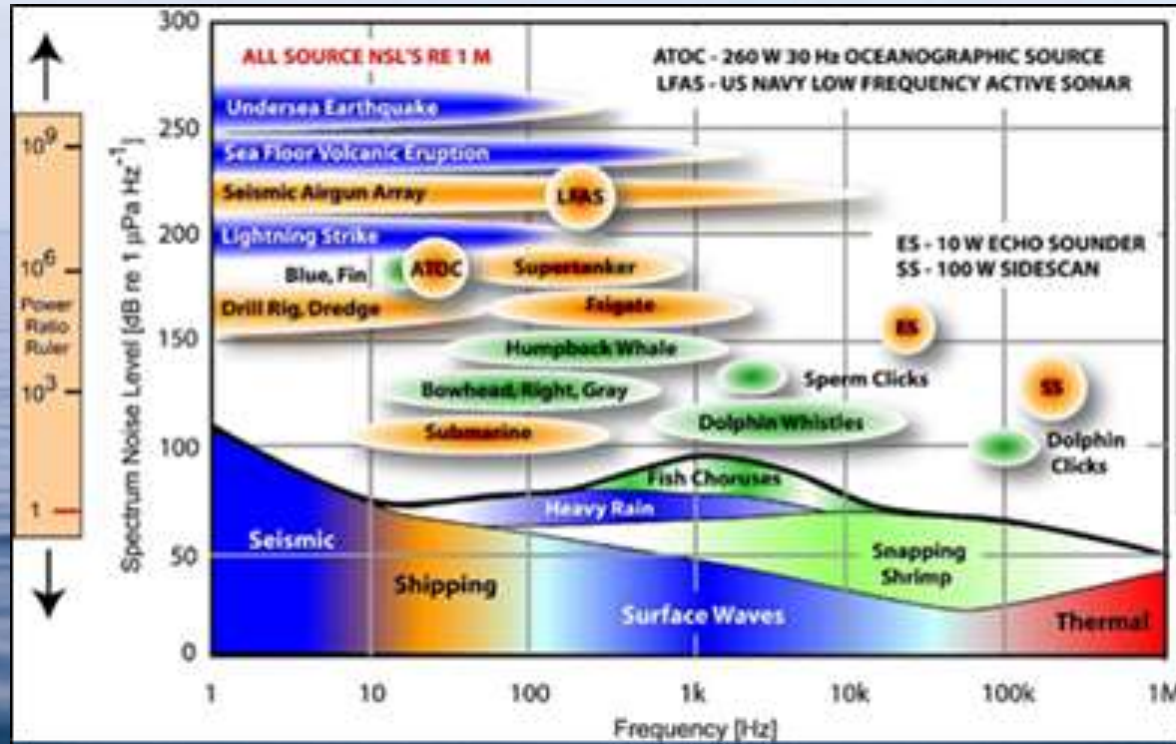 300
250
200
150
100
50
0
Spectrum Noise Level [dB re 1 µPa Hz⁻¹]
10⁹
10⁶
Power
Ratio
Ruler
10³
1
ALL SOURCE NSL'S RE 1 M
ATOC - 260 W 30 Hz OCEANOGRAPHIC SOURCE
LFAS - US NAVY LOW FREQUENCY ACTIVE SONAR
Undersea Earthquake
Sea Floor Volcanic Eruption
Seismic Airgun Array
LFAS
Lightning Strike
ES - 10 W ECHO SOUNDER
SS - 100 W SIDESCAN
Blue, Fin
ATOC
Supertanker
Drill Rig, Dredge
Frigate
ES
Humpback Whale
Sperm Clicks
Bowhead, Right, Gray
SS
Dolphin Whistles
Submarine
Dolphin
Clicks
Fish Choruses
Heavy Rain
Seismic
Shipping
Snapping
Shrimp
Surface Waves
Thermal
1
10
100
1k
10k
100k
1M
Frequency [Hz]